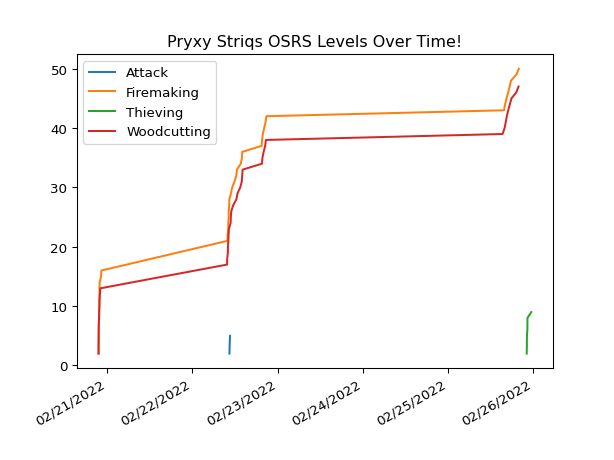 Pryxy Striqs OSRS Levels Over Time!
Attack
Firemaking
Thieving
Woodcutting
50
40
30
20
10
0
02/21/2022
02/22/2022
02/23/2022
02/24/2022
02/25/2022
02/26/2022